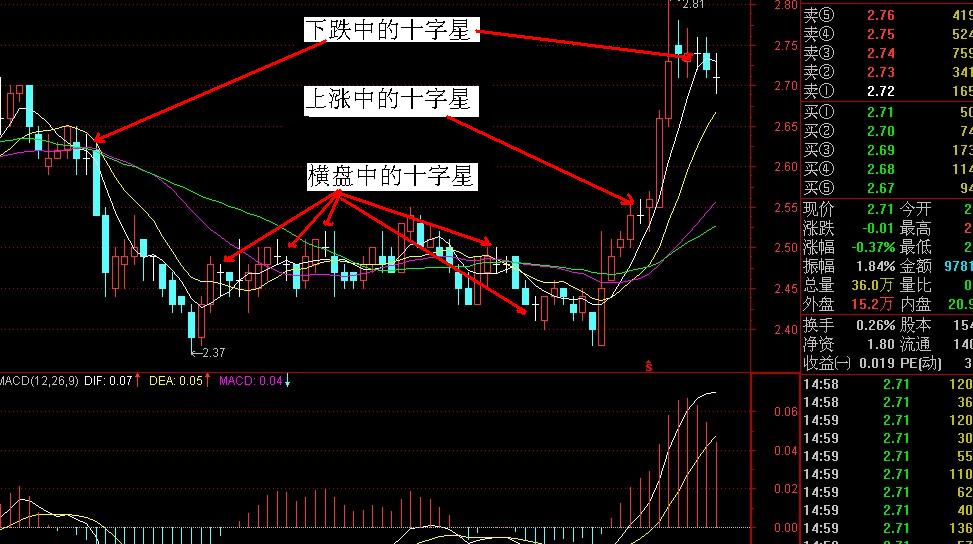 2.81
下跌中的十字星
上涨中的十字星
横盘中的十字星
←2.37
2.80
2.75
2.70
2.65
2.60
2.55
2.50
2.45
2.40
MACD(12,26,9) DIF: 0.07 DEA: 0.05 MACD: 0.04
0.06
0.04
0.02
0.00
卖⑤ 2.76 419
卖④ 2.75 524
卖③ 2.74 755
卖② 2.73 341
卖① 2.72 165
买① 2.71 50
买② 2.70 74
买③ 2.69 173
买④ 2.68 114
买⑤ 2.67 94
现价 2.71 今开 2
涨跌 -0.01 最高 2
涨幅 -0.37% 最低 2
振幅 1.84% 金额 9781
总量 36.0万 量比 0
外盘 15.2万 内盘 20.9
换手 0.26% 股本 154
净资 1.80 流通 140
收益㈠ 0.019 PE(动) 3
14:58 2.71 120
14:58 2.71 36
14:59 2.71 120
14:59 2.71 30
14:59 2.71 55
14:59 2.71 110
14:59 2.71 62
14:59 2.71 40
14:59 2.71 136